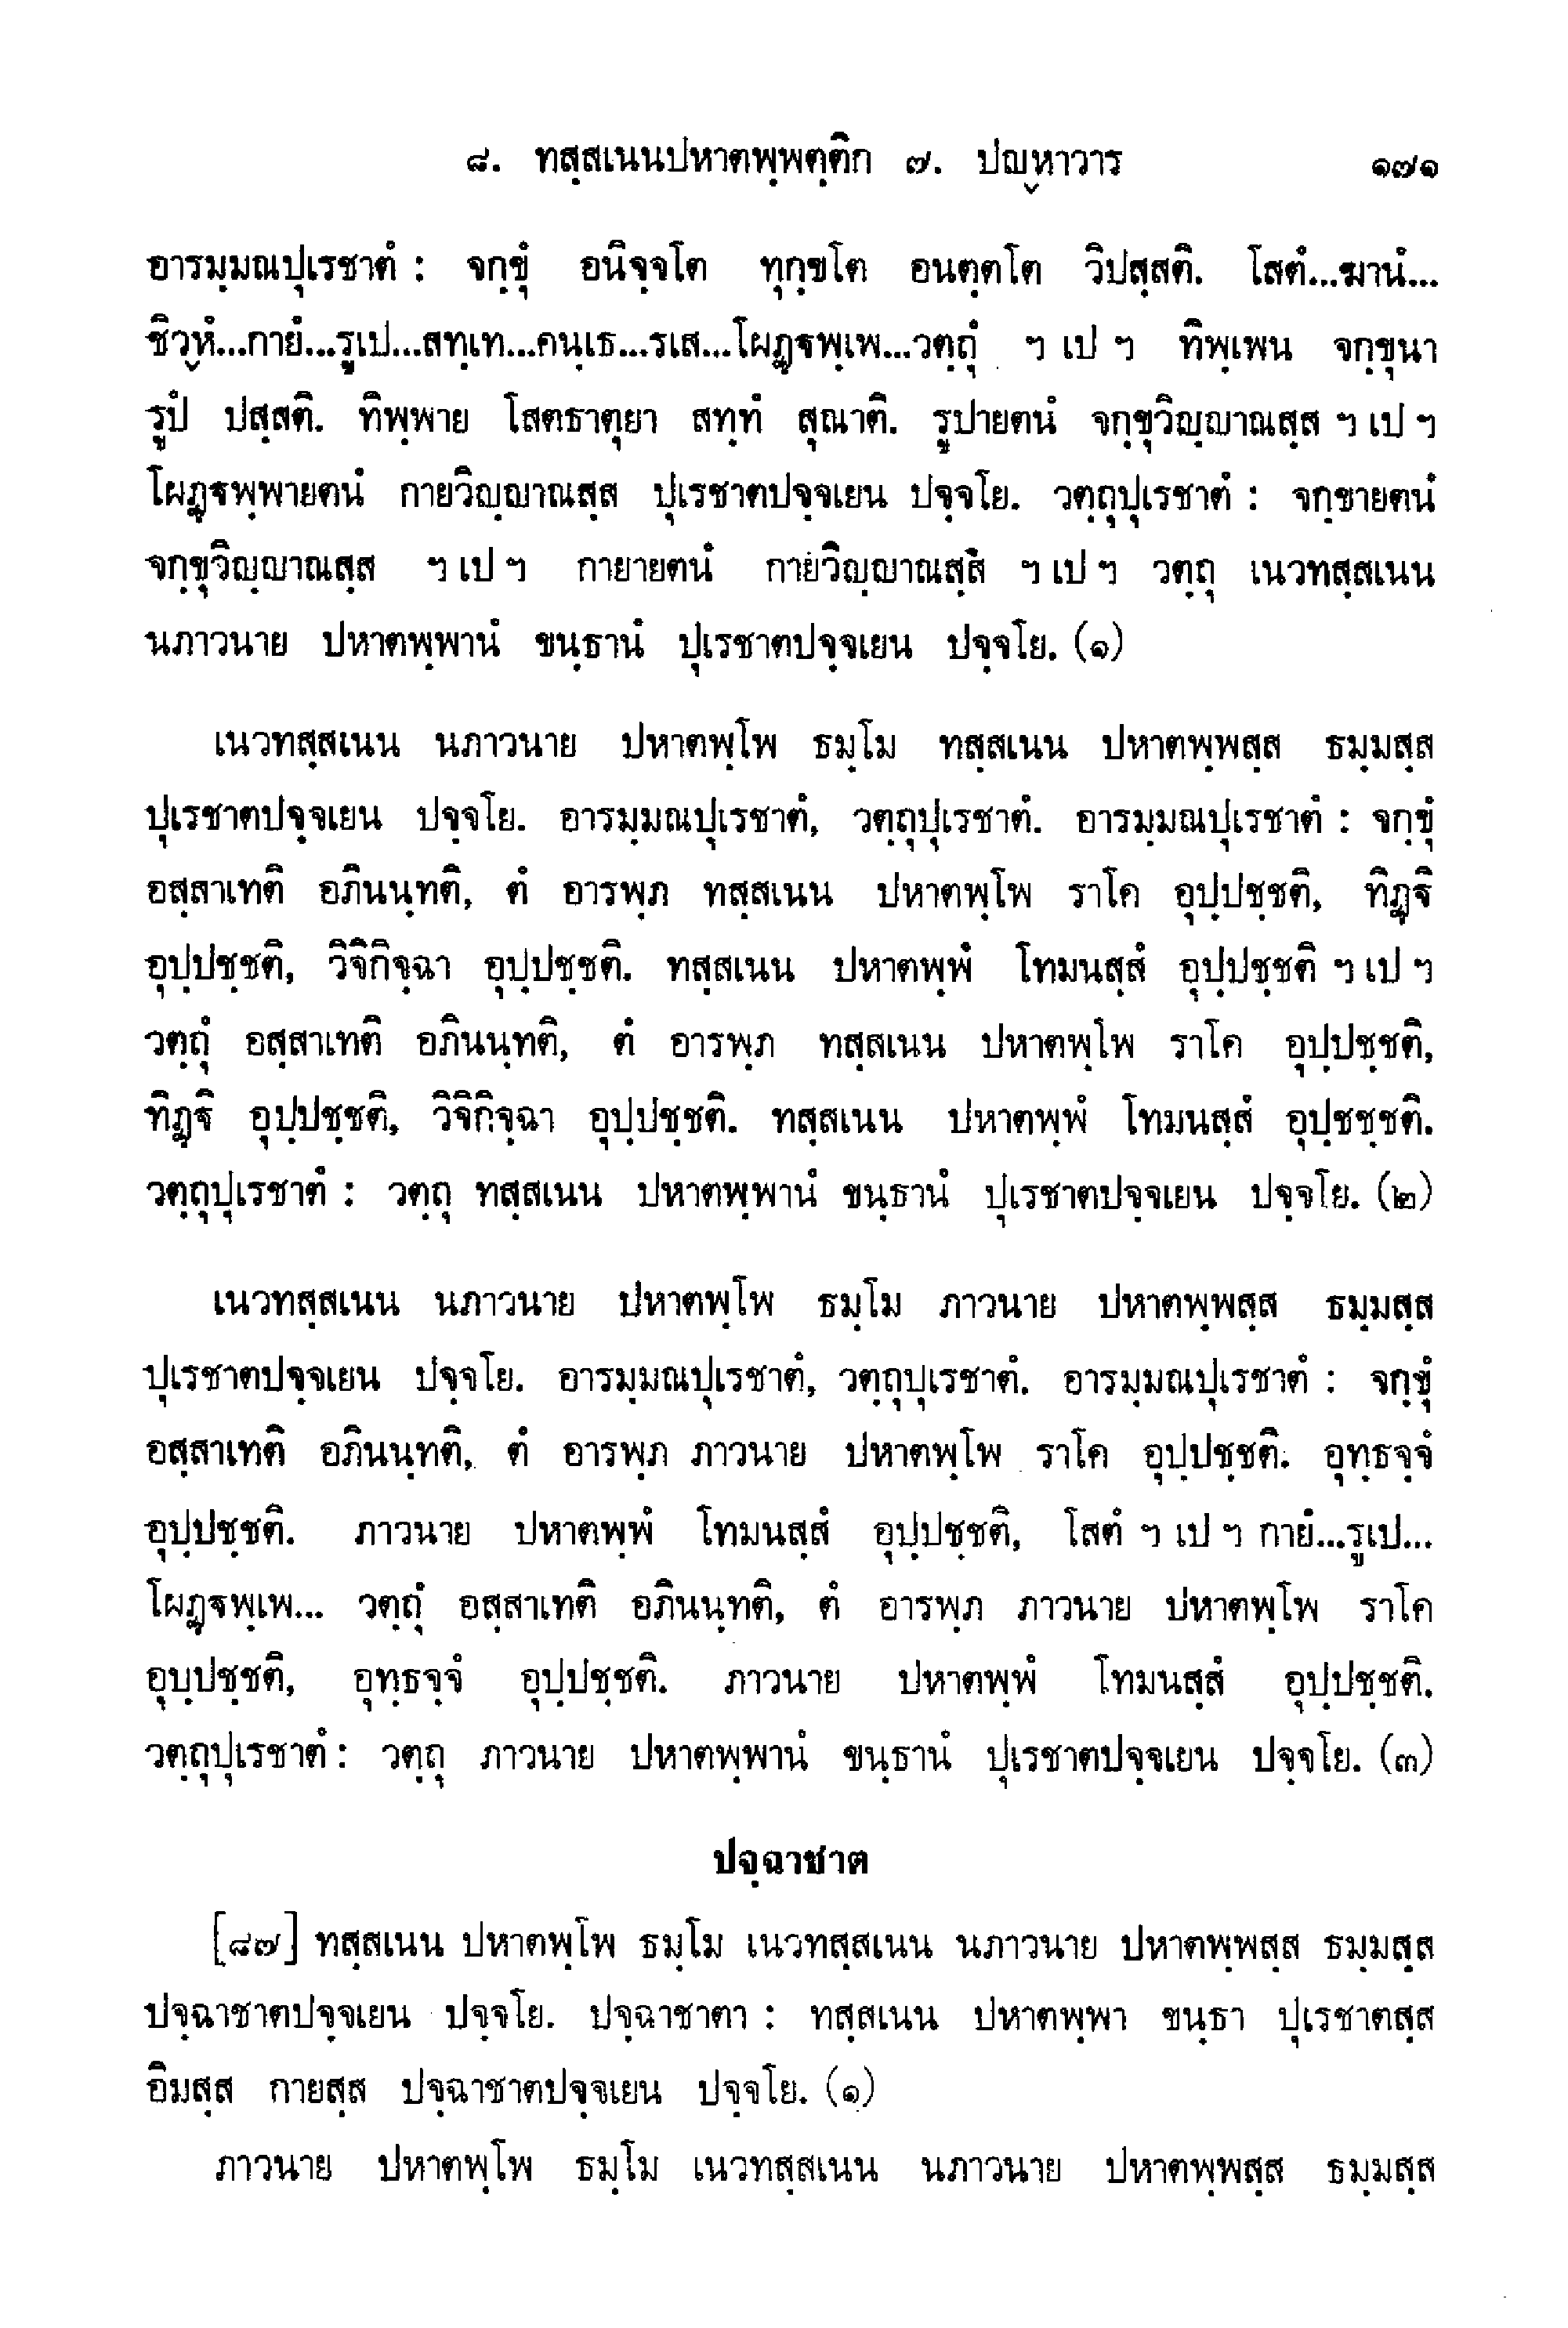 ๘. ทสฺสเนนปหาตพฺพตฺติก ๗. ปญฺหาวาร ๑๗๑
อารมฺมณปุเรชาตํ : จกฺขุํ อนิจฺจโต ทุกฺขโต อนตฺตโต วิปสฺสติ. โสตํ...ฆานํ...
ชิวฺหํ...กายํ...รูเป...สทฺเท...คนฺเธ...รเส...โผฏฺฐพฺเพ...วตฺถุํ ฯ เป ฯ ทิพฺเพน จกฺขุนา
รูปํ ปสฺสติ. ทิพฺพาย โสตธาตุยา สทฺทํ สุณาติ. รูปายตนํ จกฺขุวิญฺญาณสฺส ฯ เป ฯ
โผฏฺฐพฺพายตนํ กายวิญฺญาณสฺส ปุเรชาตปจฺจเยน ปจฺจโย. วตฺถุปุเรชาตํ : จกฺขายตนํ
จกฺขุวิญฺญาณสฺส ฯ เป ฯ กายายตนํ กายวิญฺญาณสฺส ฯ เป ฯ วตฺถุ เนวทสฺสเนน
นภาวนาย ปหาตพฺพานํ ขนฺธานํ ปุเรชาตปจฺจเยน ปจฺจโย. (๑)
เนวทสฺสเนน นภาวนาย ปหาตพฺโพ ธมฺโม ทสฺสเนน ปหาตพฺพสฺส ธมฺมสฺส
ปุเรชาตปจฺจเยน ปจฺจโย. อารมฺมณปุเรชาตํ, วตฺถุปุเรชาตํ. อารมฺมณปุเรชาตํ : จกฺขุํ
อสฺสาเทติ อภินนฺทติ, ตํ อารพฺภ ทสฺสเนน ปหาตพฺโพ ราโค อุปฺปชฺชติ, ทิฏฺฐิ
อุปฺปชฺชติ, วิจิกิจฺฉา อุปฺปชฺชติ. ทสฺสเนน ปหาตพฺพํ โทมนสฺสํ อุปฺปชฺชติ ฯ เป ฯ
วตฺถุํ อสฺสาเทติ อภินนฺทติ, ตํ อารพฺภ ทสฺสเนน ปหาตพฺโพ ราโค อุปฺปชฺชติ,
ทิฏฺฐิ อุปฺปชฺชติ, วิจิกิจฺฉา อุปฺปชฺชติ. ทสฺสเนน ปหาตพฺพํ โทมนสฺสํ อุปฺชชฺชติ.
วตฺถุปุเรชาตํ : วตฺถุ ทสฺสเนน ปหาตพฺพานํ ขนฺธานํ ปุเรชาตปจฺจเยน ปจฺจโย. (๒)
เนวทสฺสเนน นภาวนาย ปหาตพฺโพ ธมฺโม ภาวนาย ปหาตพฺพสฺส ธมฺมสฺส
ปุเรชาตปจฺจเยน ปจฺจโย. อารมฺมณปุเรชาตํ, วตฺถุปุเรชาตํ. อารมฺมณปุเรชาตํ : จกฺขุํ
อสฺสาเทติ อภินนฺทติ, ตํ อารพฺภ ภาวนาย ปหาตพฺโพ ราโค อุปฺปชฺชติ. อุทฺธจฺจํ
อุปฺปชฺชติ. ภาวนาย ปหาตพฺพํ โทมนสฺสํ อุปฺปชฺชติ, โสตํ ฯ เป ฯ กายํ...รูเป...
โผฏฺฐพฺเพ... วตฺถุํ อสฺสาเทติ อภินนฺทติ, ตํ อารพฺภ ภาวนาย ปหาตพฺโพ ราโค
อุบฺปชฺชติ, อุทฺธจฺจํ อุปฺปชฺชติ. ภาวนาย ปหาตพฺพํ โทมนสฺสํ อุปฺปชฺชติ.
วตฺถุปุเรชาตํ : วตฺถุ ภาวนาย ปหาตพฺพานํ ขนฺธานํ ปุเรชาตปจฺจเยน ปจฺจโย. (๓)
ปจฺฉาชาต
[๘๗] ทสฺสเนน ปหาตพฺโพ ธมฺโม เนวทสฺสเนน นภาวนาย ปหาตพฺพสฺส ธมฺมสฺส
ปจฺฉาชาตปจฺจเยน ปจฺจโย. ปจฺฉาชาตา : ทสฺสเนน ปหาตพฺพา ขนฺธา ปุเรชาตสฺส
อิมสฺส กายสฺส ปจฺฉาชาตปจฺจเยน ปจฺจโย. (๑)
ภาวนาย ปหาตพฺโพ ธมฺโม เนวทสฺสเนน นภาวนาย ปหาตพฺพสฺส ธมฺมสฺส